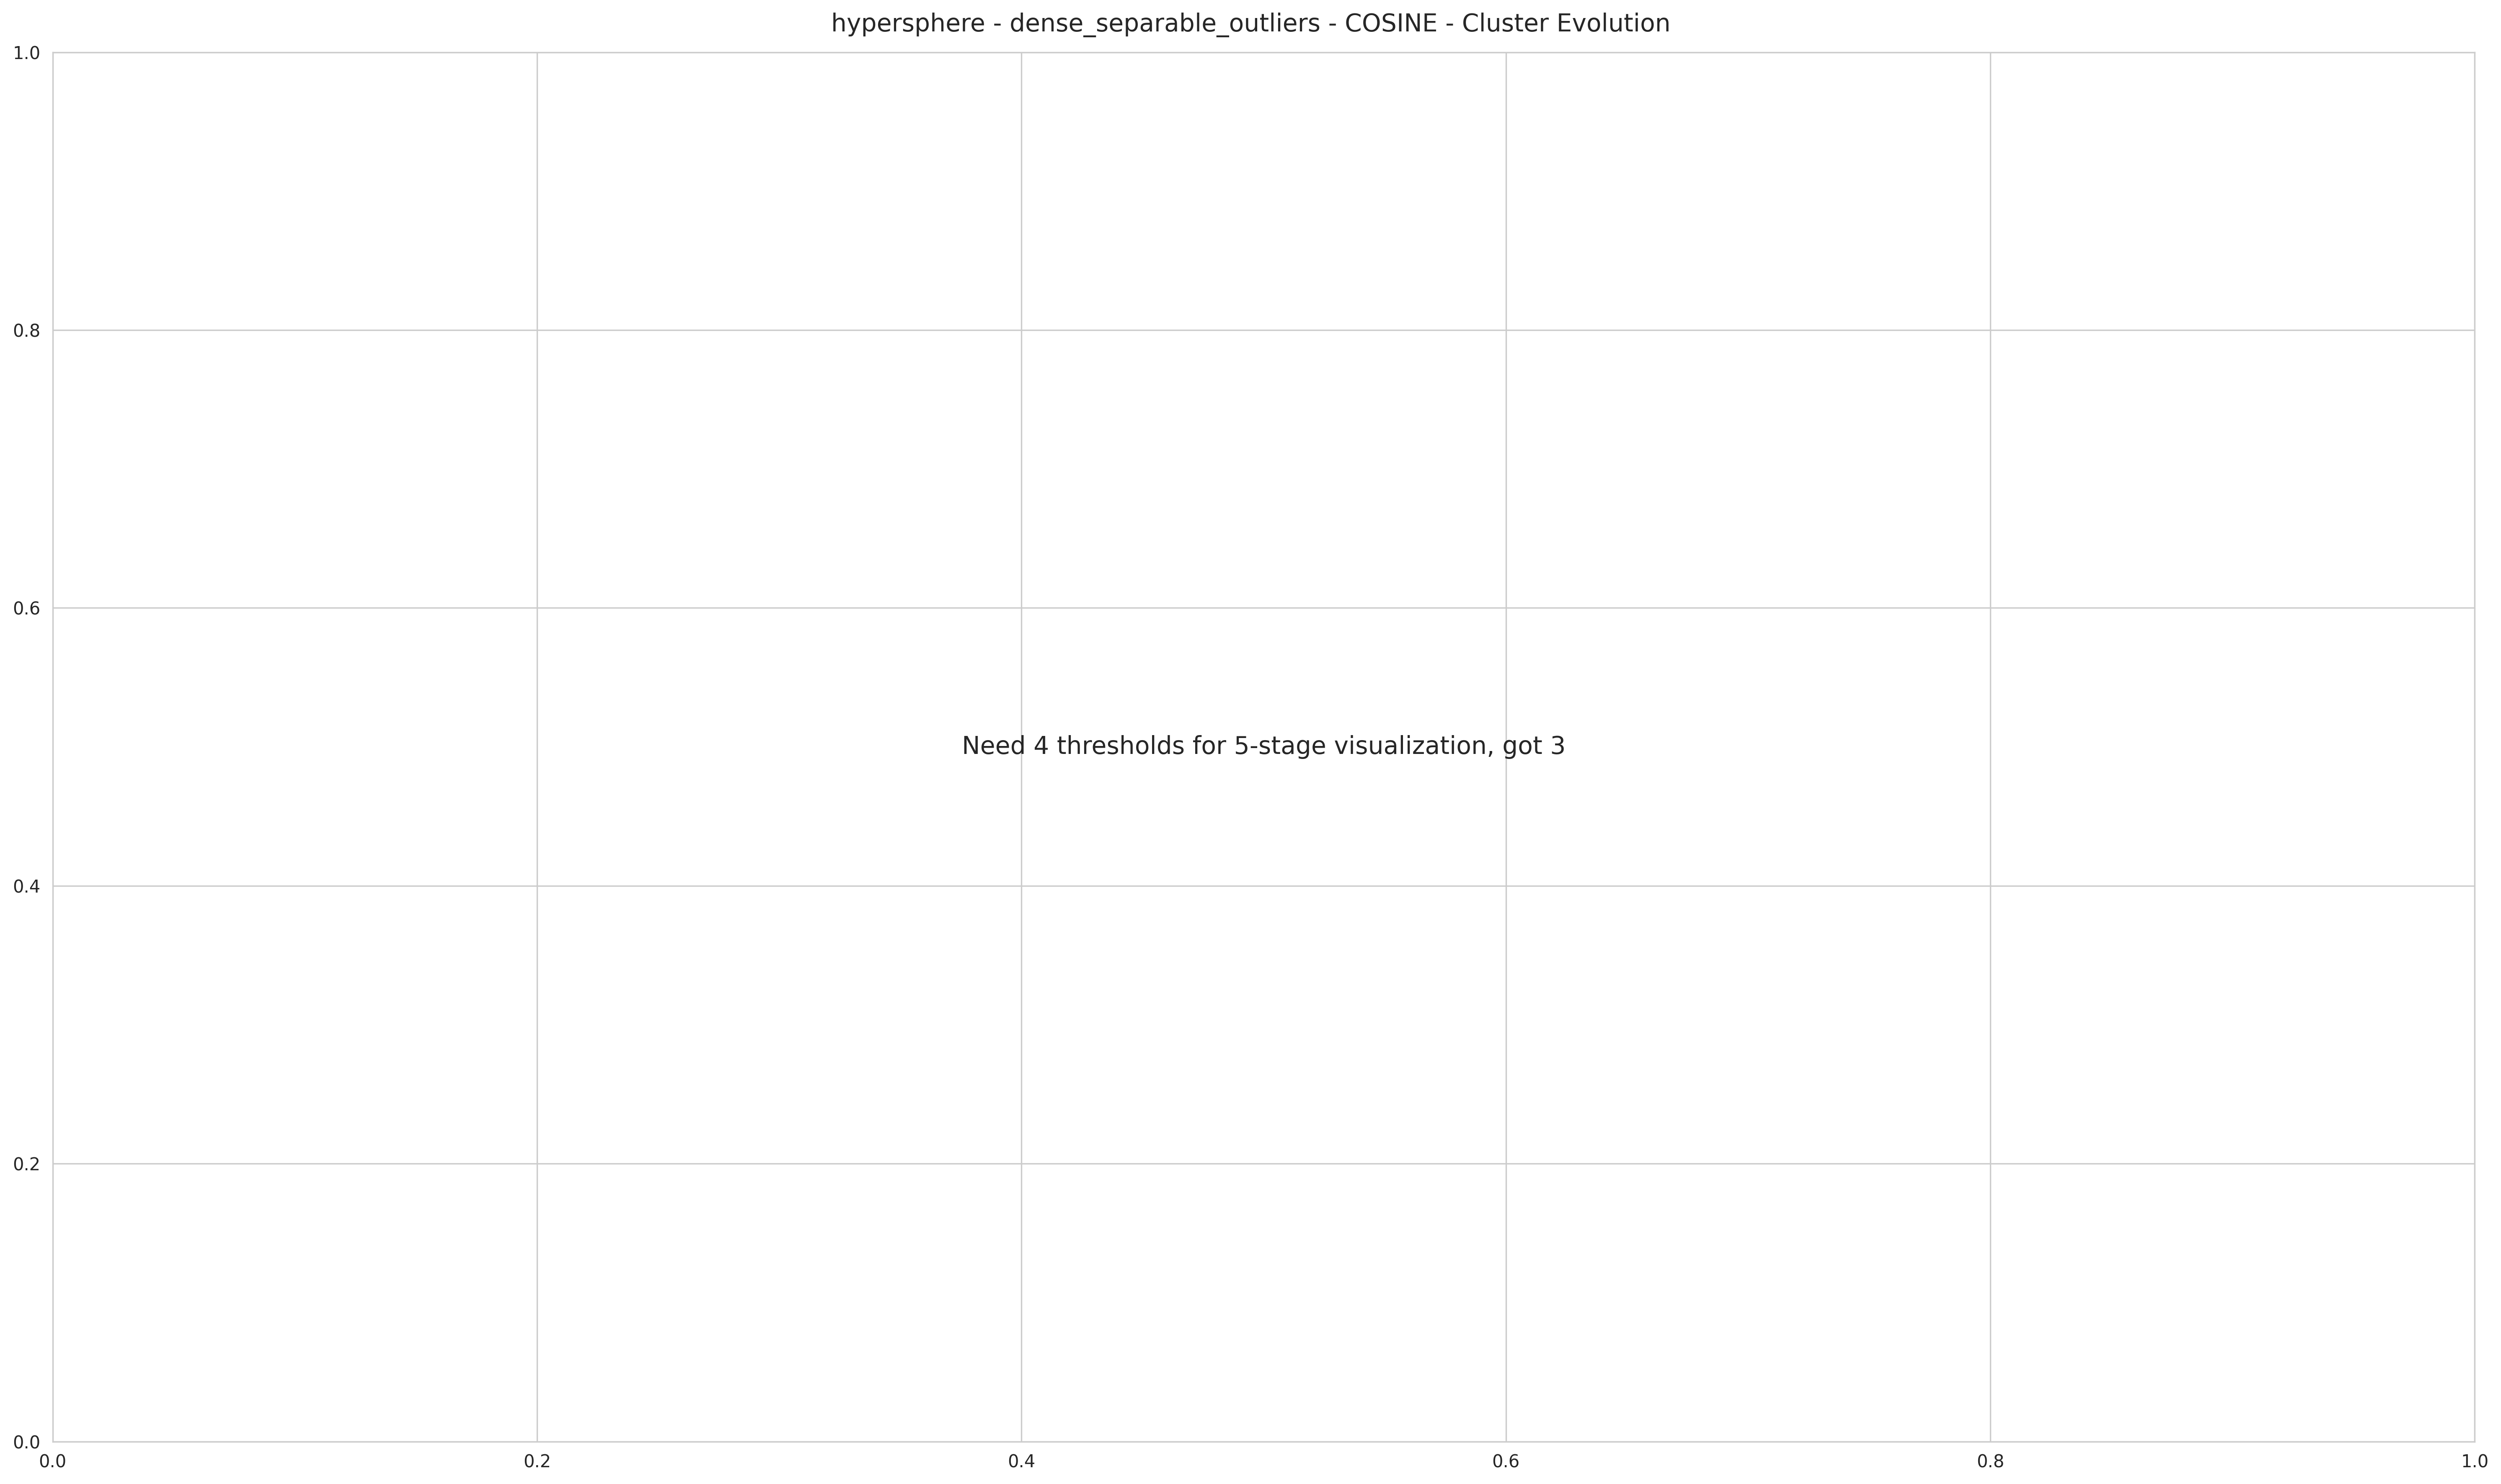 hypersphere - dense_separable_outliers - COSINE - Cluster Evolution
1.0
0.8
0.6
Need 4 thresholds for 5-stage visualization, got 3
0.4
0.2
0.0
0.0 0.2 0.4 0.6 0.8 1.0